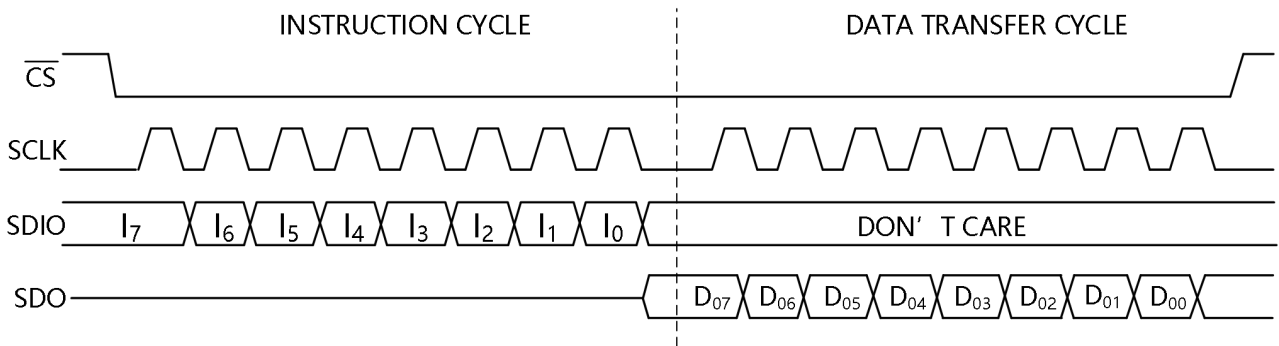 INSTRUCTION CYCLE DATA TRANSFER CYCLE
CS
SCLK
SDIO I7 I6 I5 I4 I3 I2 I1 I0 DON’T CARE
SDO D07 D06 D05 D04 D03 D02 D01 D00